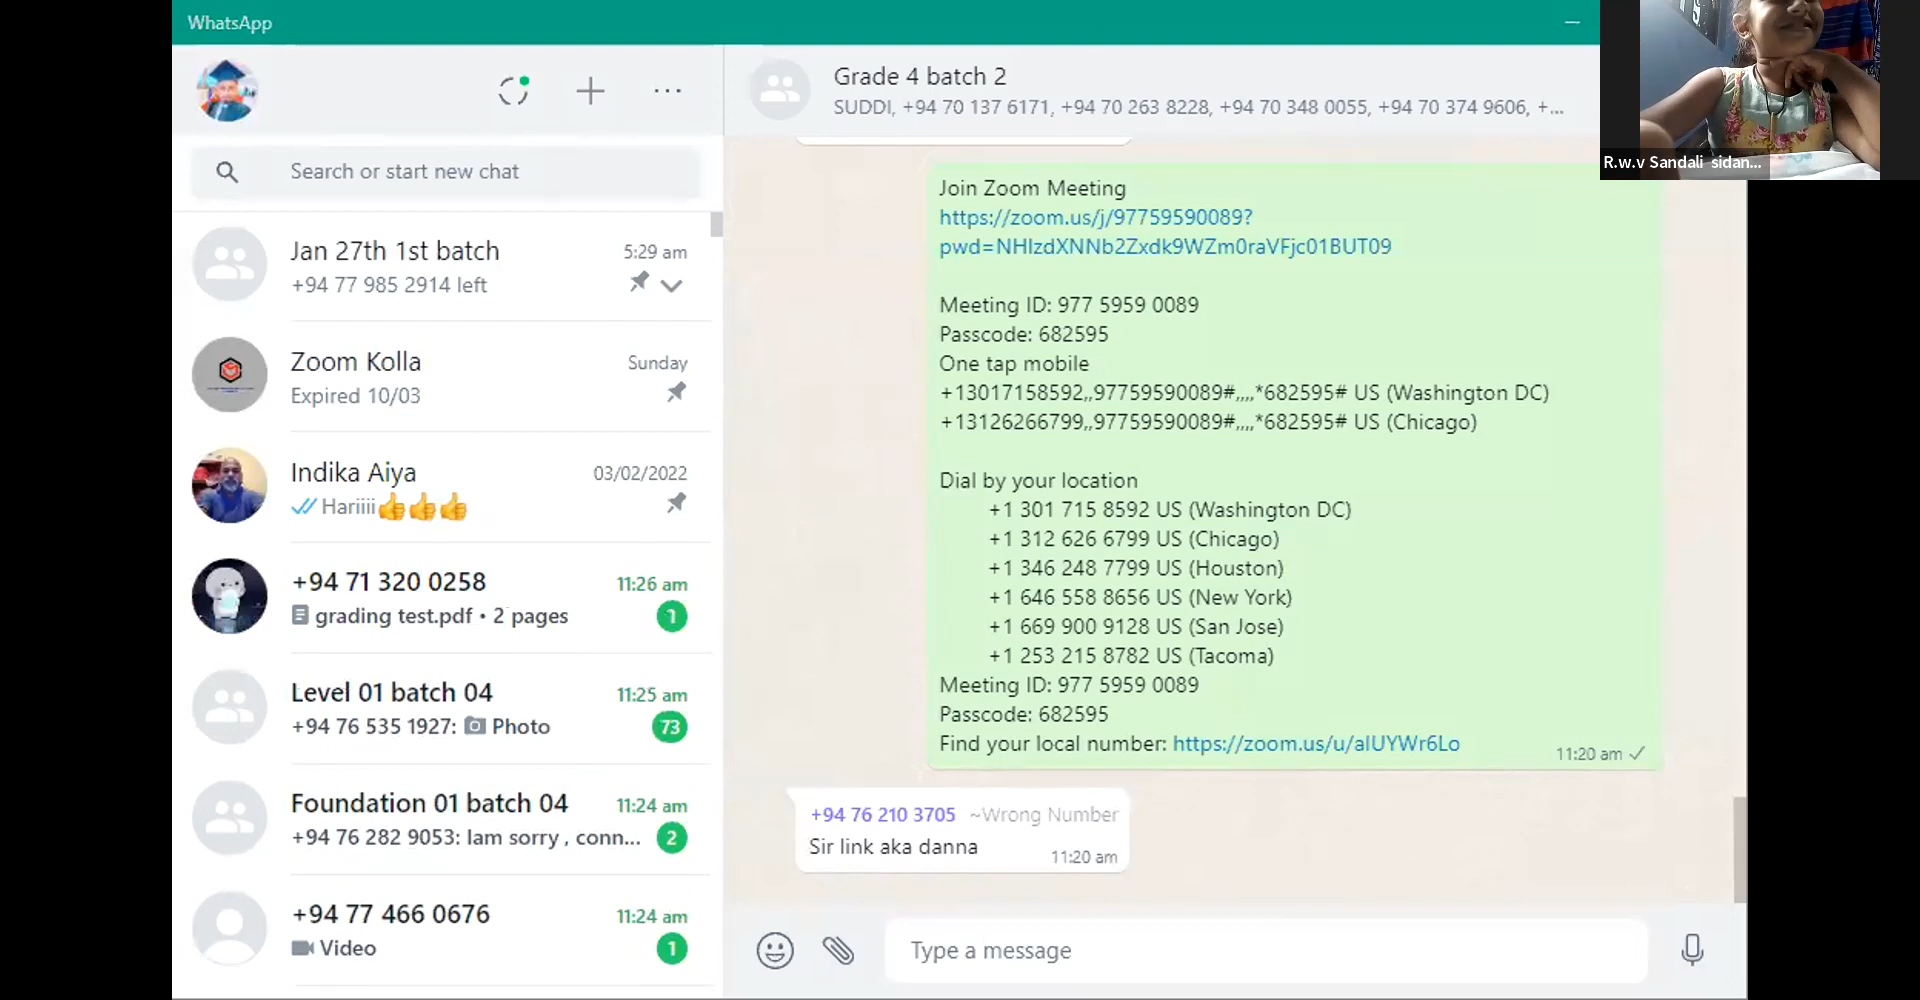 WhatsApp
Search or start new chat
Jan 27th 1st batch
5:29 am
+94 77 985 2914 left
Zoom Kolla
Sunday
Expired 10/03
Indika Aiya
03/02/2022
Hariiii👍👍👍
+94 71 320 0258
11:26 am
grading test.pdf • 2 pages
1
Level 01 batch 04
11:25 am
+94 76 535 1927: Photo
73
Foundation 01 batch 04
11:24 am
+94 76 282 9053: Iam sorry , conn...
2
+94 77 466 0676
11:24 am
Video
1
Grade 4 batch 2
SUDDI, +94 70 137 6171, +94 70 263 8228, +94 70 348 0055, +94 70 374 9606, +...
Join Zoom Meeting
https://zoom.us/j/97759590089?
pwd=NHIzdXNNb2Zxdk9WZm0raVFjc01BUT09
Meeting ID: 977 5959 0089
Passcode: 682595
One tap mobile
+13017158592,,97759590089#,,,,*682595# US (Washington DC)
+13126266799,,97759590089#,,,,*682595# US (Chicago)
Dial by your location
+1 301 715 8592 US (Washington DC)
+1 312 626 6799 US (Chicago)
+1 346 248 7799 US (Houston)
+1 646 558 8656 US (New York)
+1 669 900 9128 US (San Jose)
+1 253 215 8782 US (Tacoma)
Meeting ID: 977 5959 0089
Passcode: 682595
Find your local number: https://zoom.us/u/alUYWr6Lo
11:20 am
+94 76 210 3705 ~Wrong Number
Sir link aka danna
11:20 am
Type a message
R.w.v Sandali sidan...